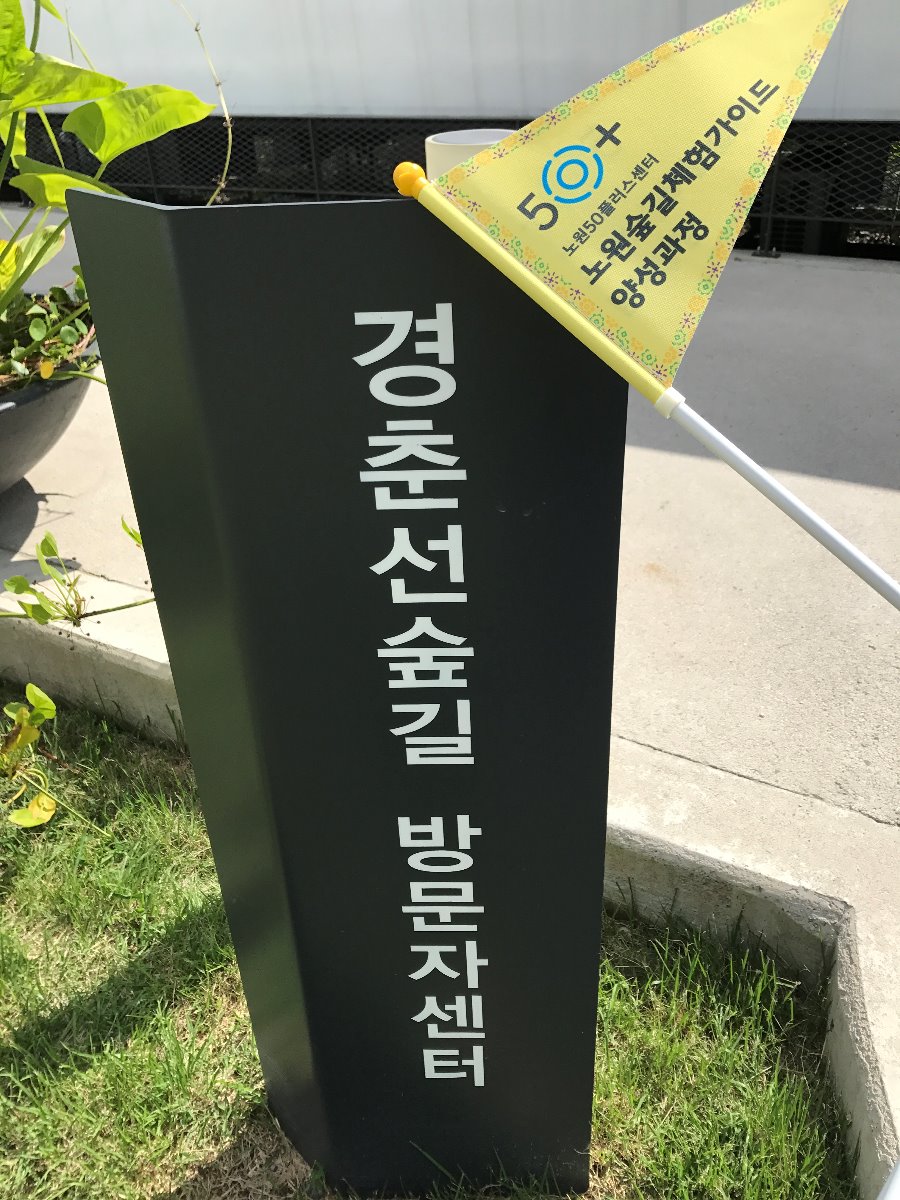 50+
노원50플러스센터
노원숲길체험가이드
양성과정
경춘선숲길 방문자센터